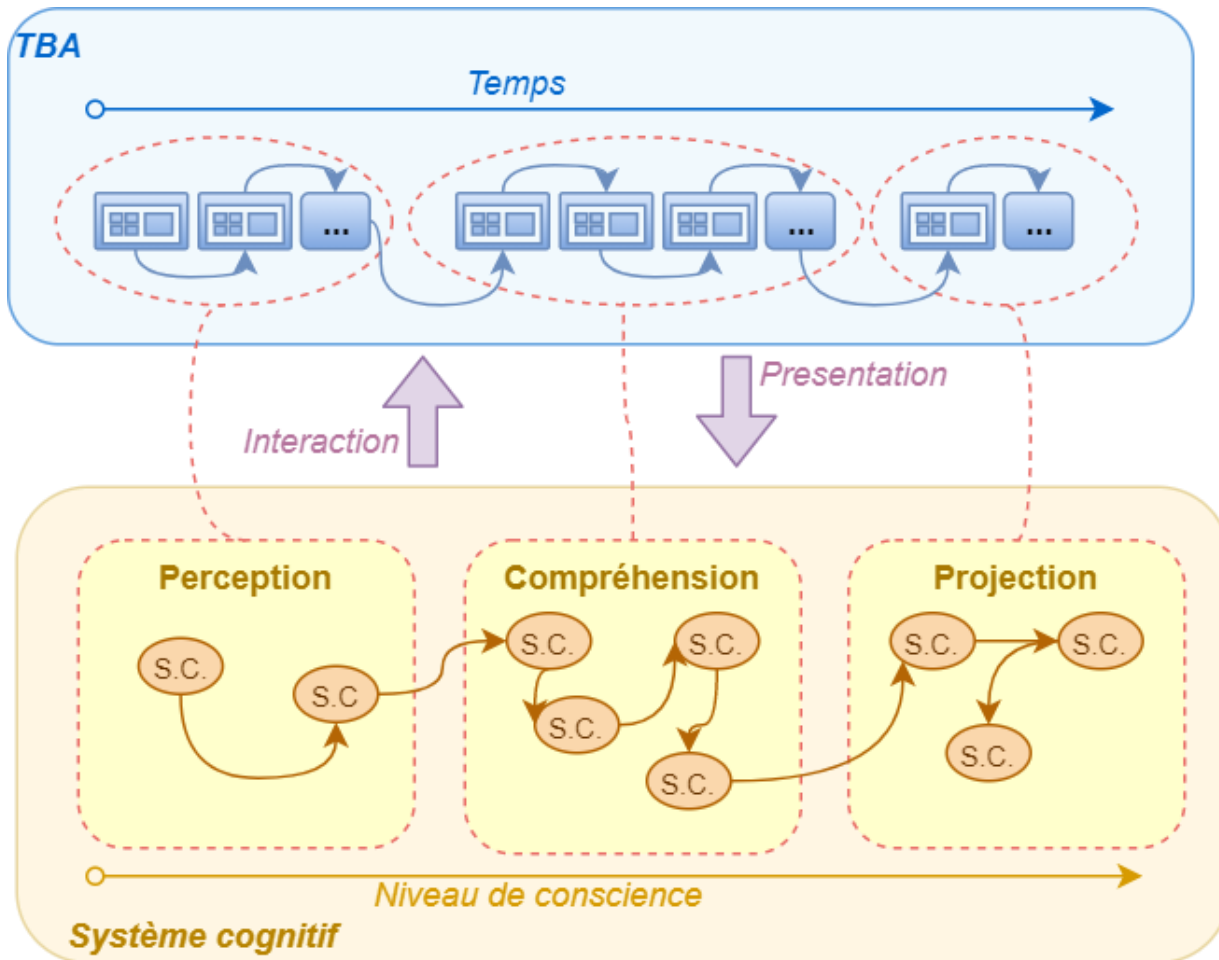 TBA
Temps
...
...
...
Presentation
Interaction
Perception
Compréhension
Projection
S.C.
S.C
S.C.
S.C.
S.C.
S.C.
S.C.
S.C.
S.C.
Niveau de conscience
Système cognitif